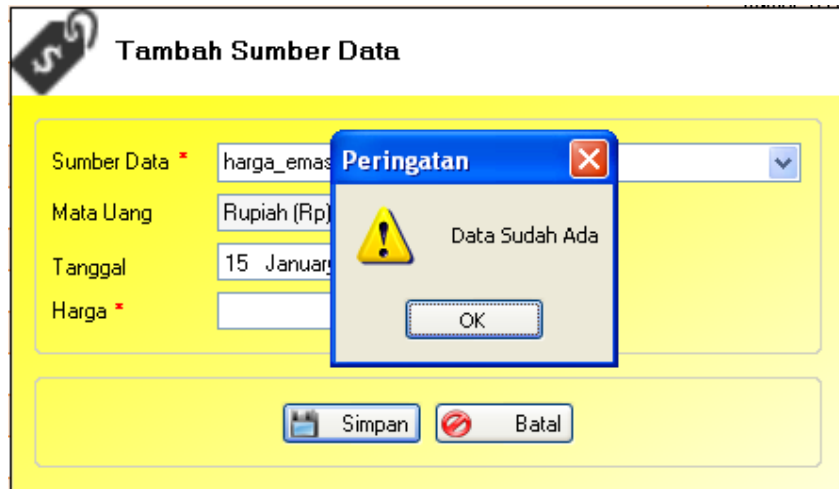 Tambah Sumber Data
Sumber Data * harga_emas
Mata Uang Rupiah (Rp)
Tanggal 15 January
Harga *
Peringatan
Data Sudah Ada
OK
Simpan Batal